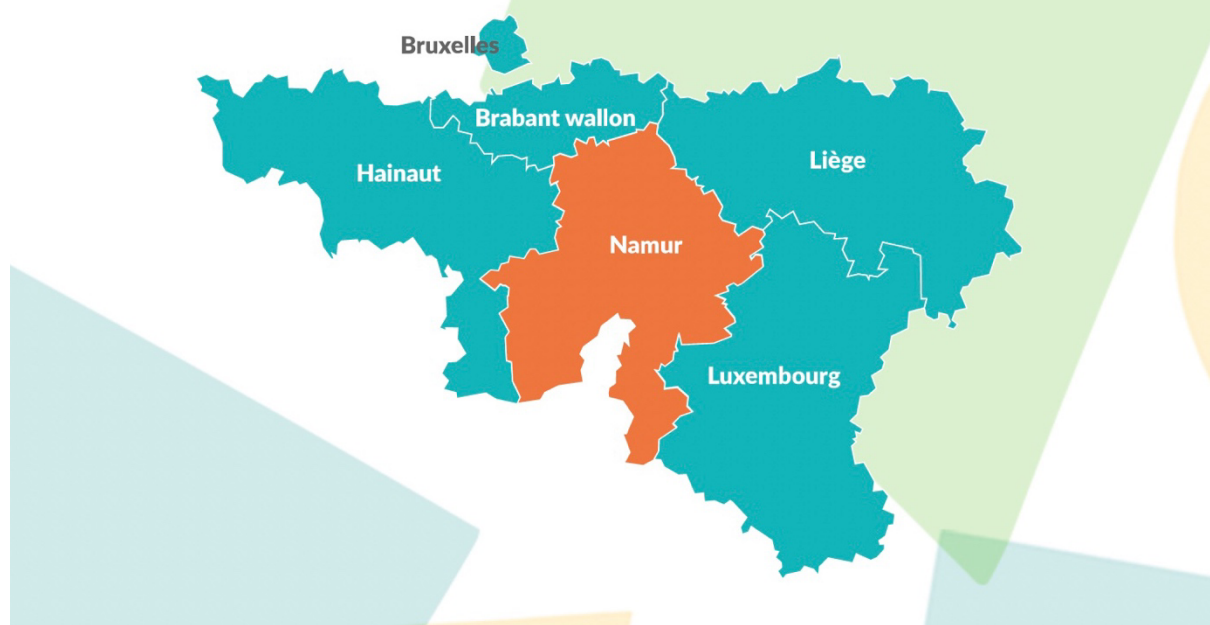 Bruxelles
Brabant wallon
Hainaut
Liège
Namur
Luxembourg